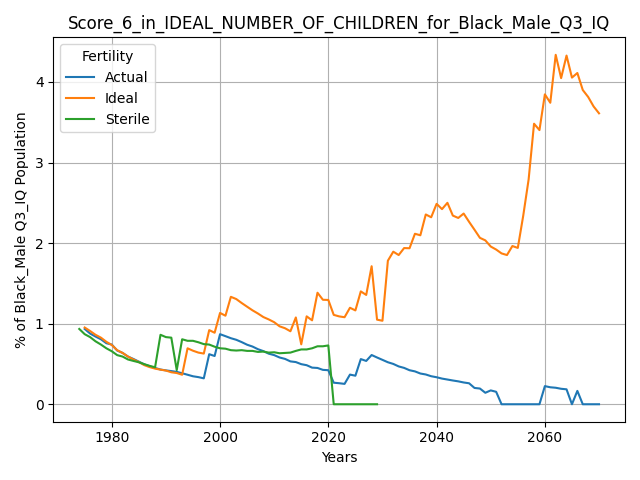 Score_6_in_IDEAL_NUMBER_OF_CHILDREN_for_Black_Male_Q3_IQ
Fertility
Actual
Ideal
Sterile
% of Black_Male Q3_IQ Population
4
3
2
1
0
1980 2000 2020 2040 2060
Years